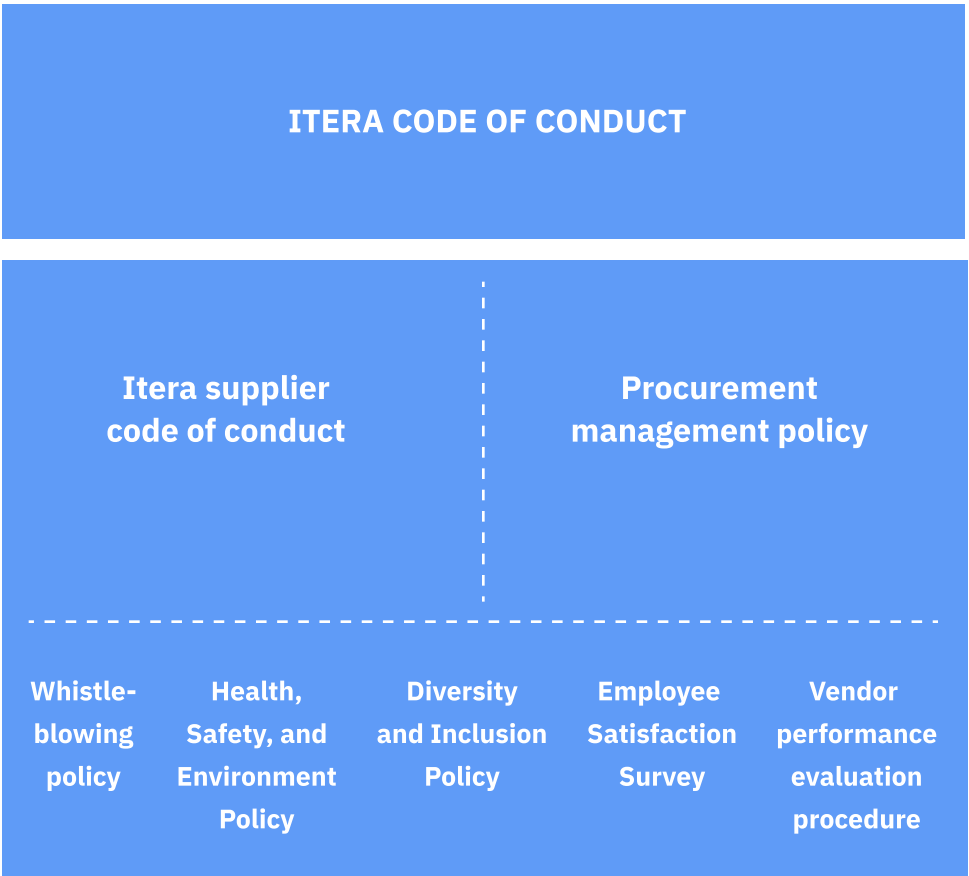 ITERA CODE OF CONDUCT
Itera supplier
code of conduct
Procurement
management policy
Whistle-
blowing
policy
Health,
Safety, and
Environment
Policy
Diversity
and Inclusion
Policy
Employee
Satisfaction
Survey
Vendor
performance
evaluation
procedure